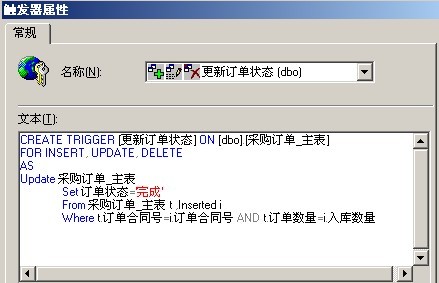 触发器属性
常规
名称(N):
更新订单状态 (dbo)
文本(T):
CREATE TRIGGER [更新订单状态] ON [dbo].[采购订单_主表]
FOR INSERT, UPDATE, DELETE
AS
Update 采购订单_主表
Set 订单状态='完成'
From 采购订单_主表 t ,Inserted i
Where t.订单合同号=i.订单合同号 AND t.订单数量=i.入库数量